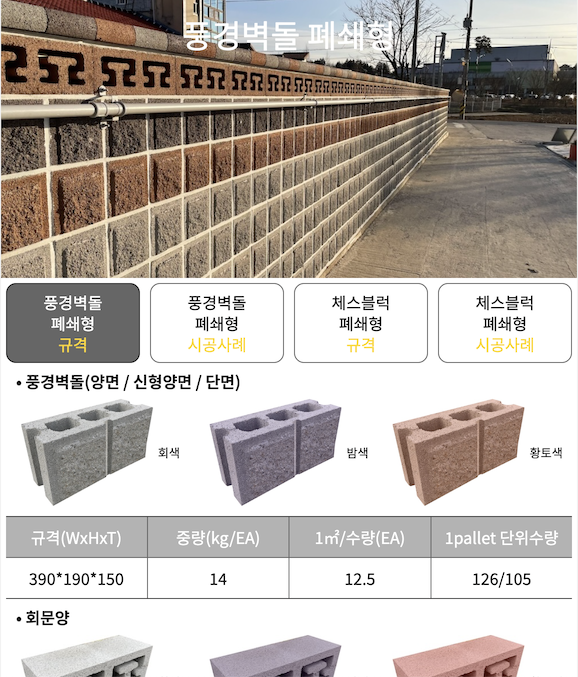 풍경벽돌 폐쇄형
풍경벽돌
폐쇄형
규격
풍경벽돌
폐쇄형
시공사례
체스블럭
폐쇄형
규격
체스블럭
폐쇄형
시공사례
• 풍경벽돌(양면 / 신형양면 / 단면)
회색
밤색
황토색
규격(WxHxT) 중량(kg/EA) 1㎡/수량(EA) 1pallet 단위수량
390*190*150 14 12.5 126/105
• 회문양